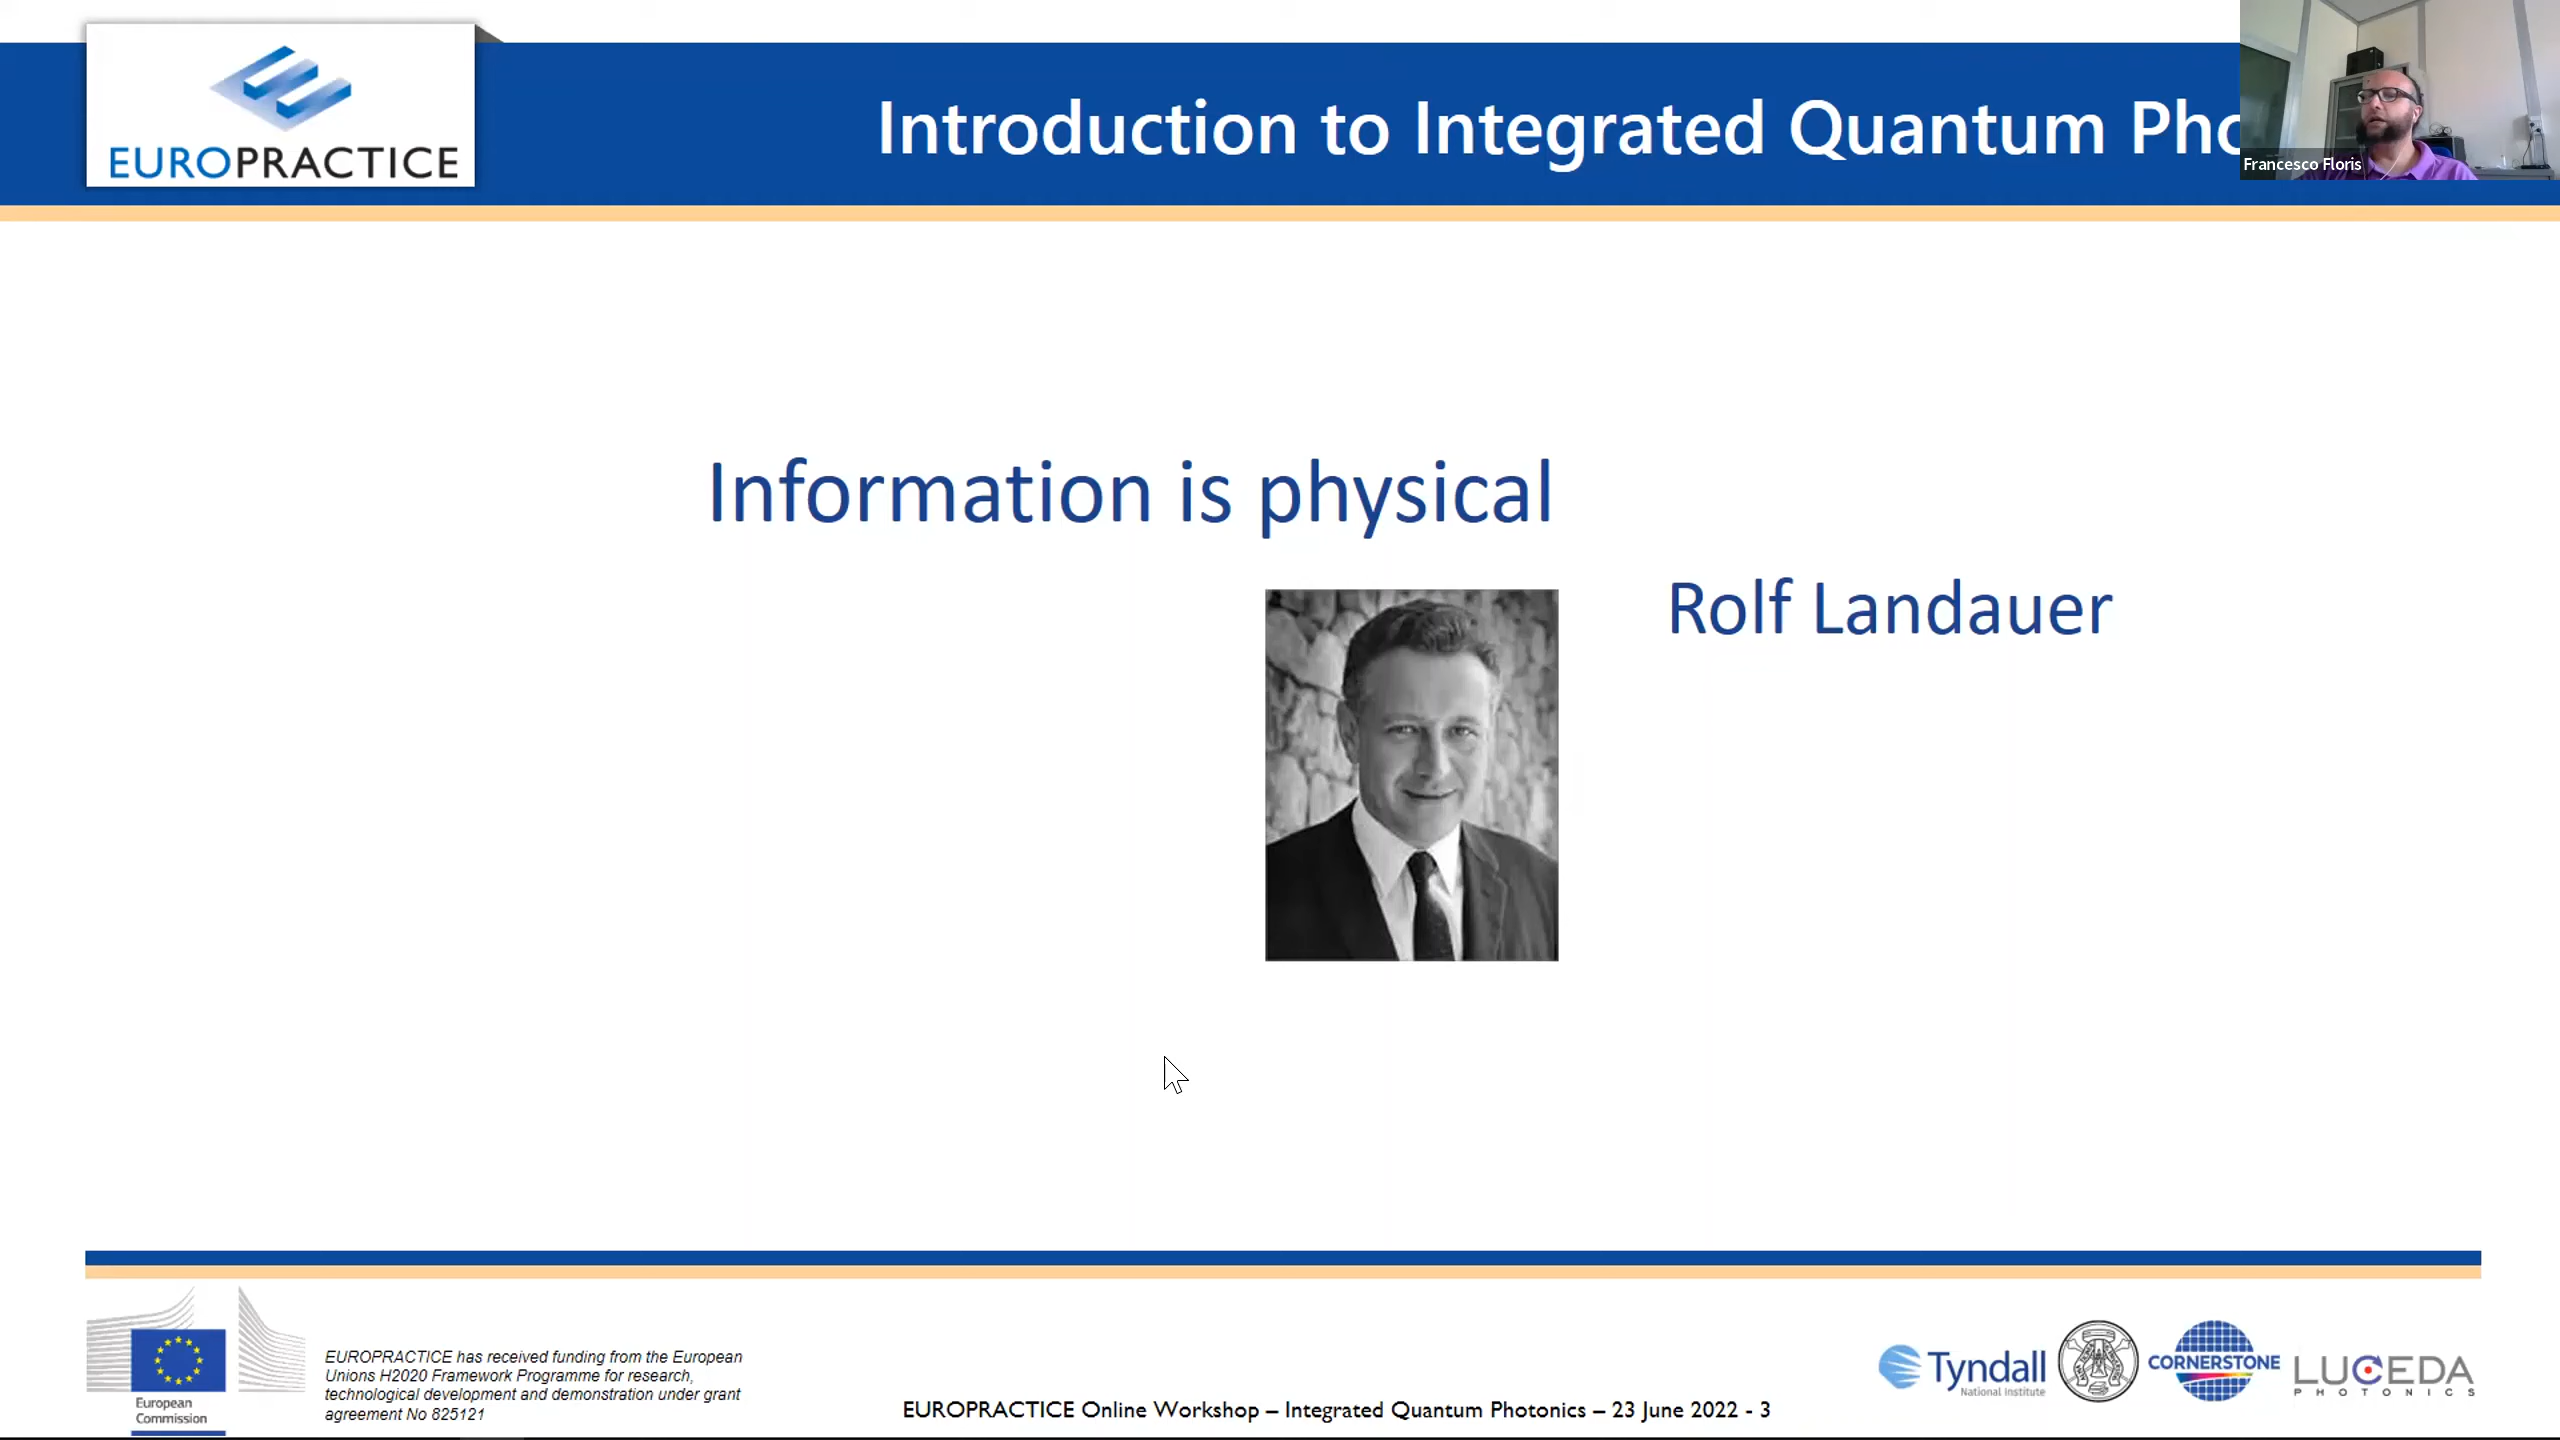 EUROPRACTICE
Introduction to Integrated Quantum Pho
Francesco Floris
Information is physical
Rolf Landauer
European
Commission
EUROPRACTICE has received funding from the European
Unions H2020 Framework Programme for research,
technological development and demonstration under grant
agreement No 825121
EUROPRACTICE Online Workshop – Integrated Quantum Photonics – 23 June 2022 - 3
Tyndall
National Institute
CORNERSTONE
LUCEDA
PHOTONICS